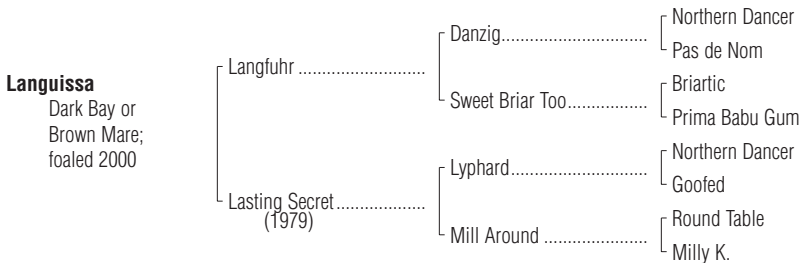 Northern Dancer
Danzig
Pas de Nom
Langfuhr
Briartic
Sweet Briar Too
Prima Babu Gum
Languissa
Dark Bay or
Brown Mare;
foaled 2000
Northern Dancer
Lyphard
Goofed
Lasting Secret
(1979)
Round Table
Mill Around
Milly K.